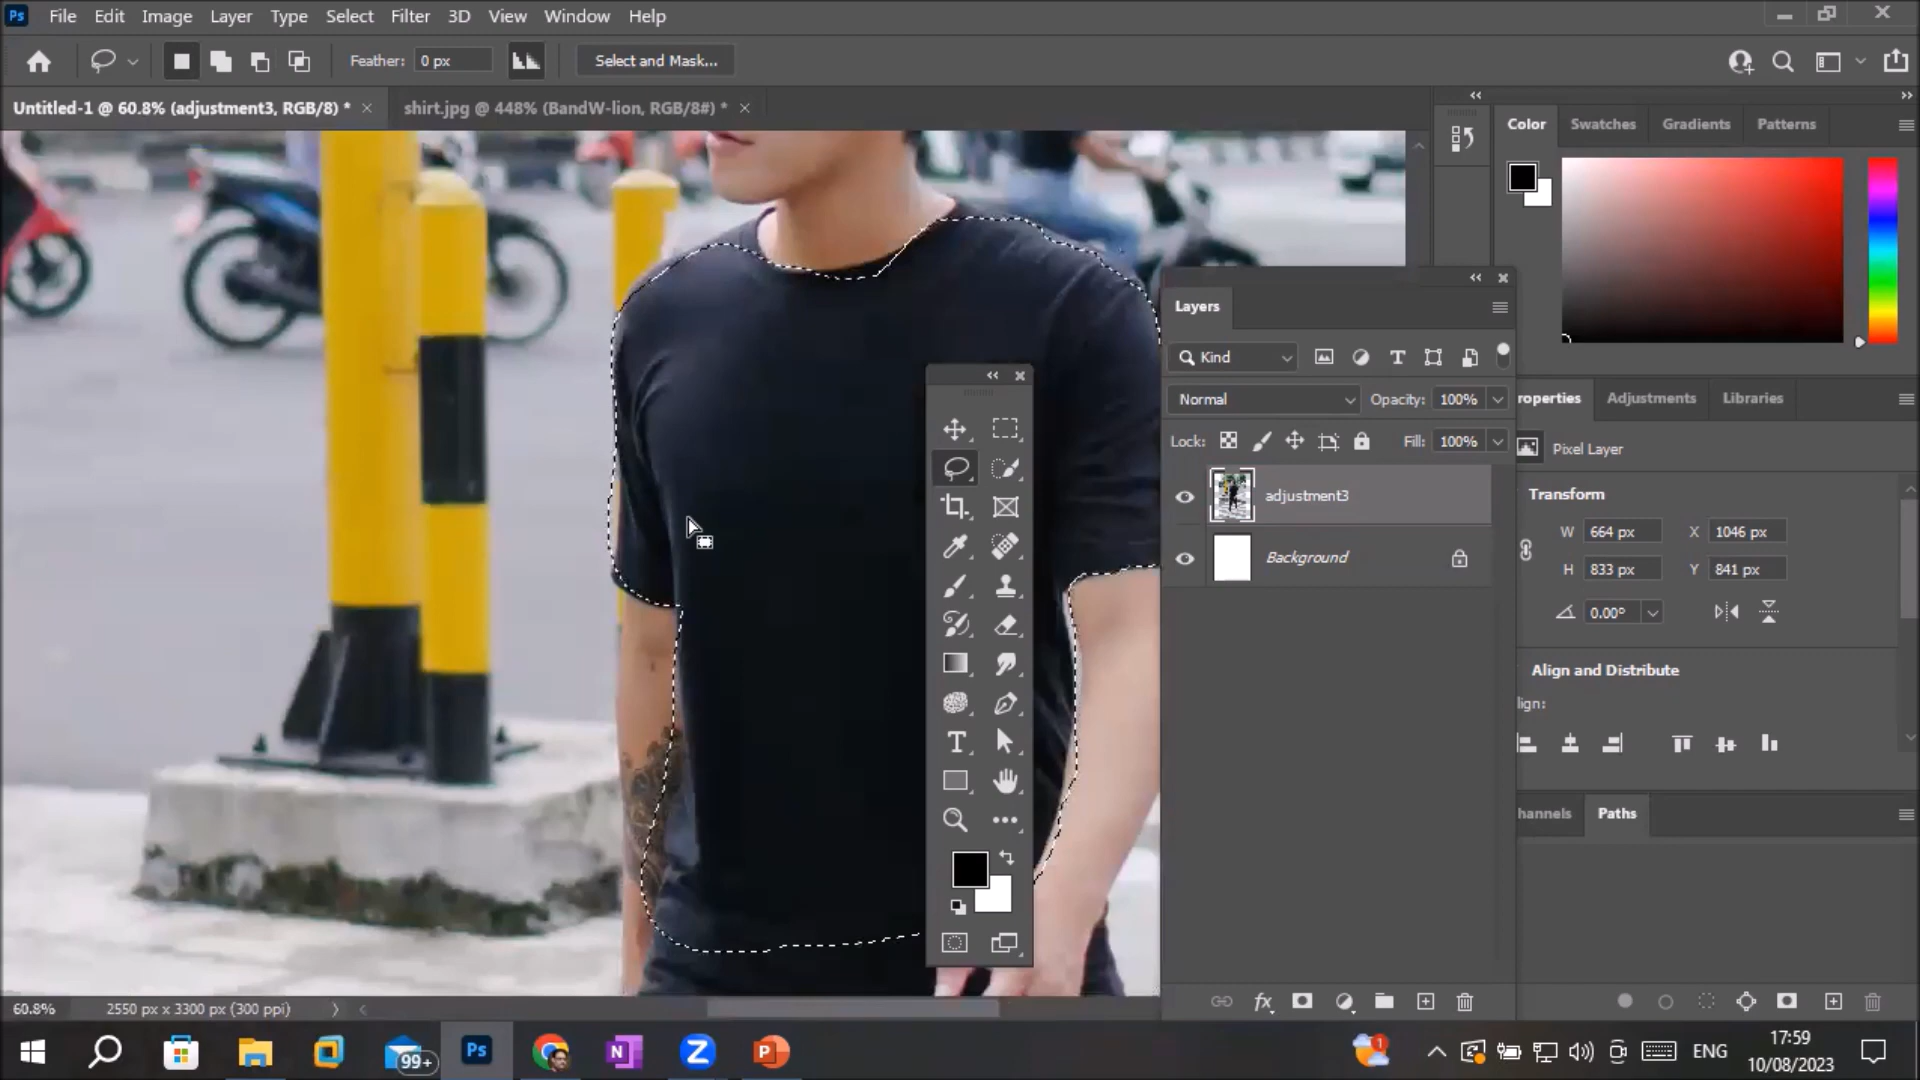 Ps File Edit Image Layer Type Select Filter 3D View Window Help
Feather: 0 px Select and Mask...
Untitled-1 @ 60.8% (adjustment3, RGB/8) * × shirt.jpg @ 448% (BandW-lion, RGB/8#) * ×
Color Swatches Gradients Patterns
Layers
Kind
Normal Opacity: 100%
Lock: Fill: 100%
adjustment3
Background
roperties Adjustments Libraries
Pixel Layer
Transform
W 664 px X 1046 px
H 833 px Y 841 px
0.00°
Align and Distribute
lign:
hannels Paths
60.8% 2550 px x 3300 px (300 ppi)
99+ Ps N Z P 1 ENG
17:59
10/08/2023